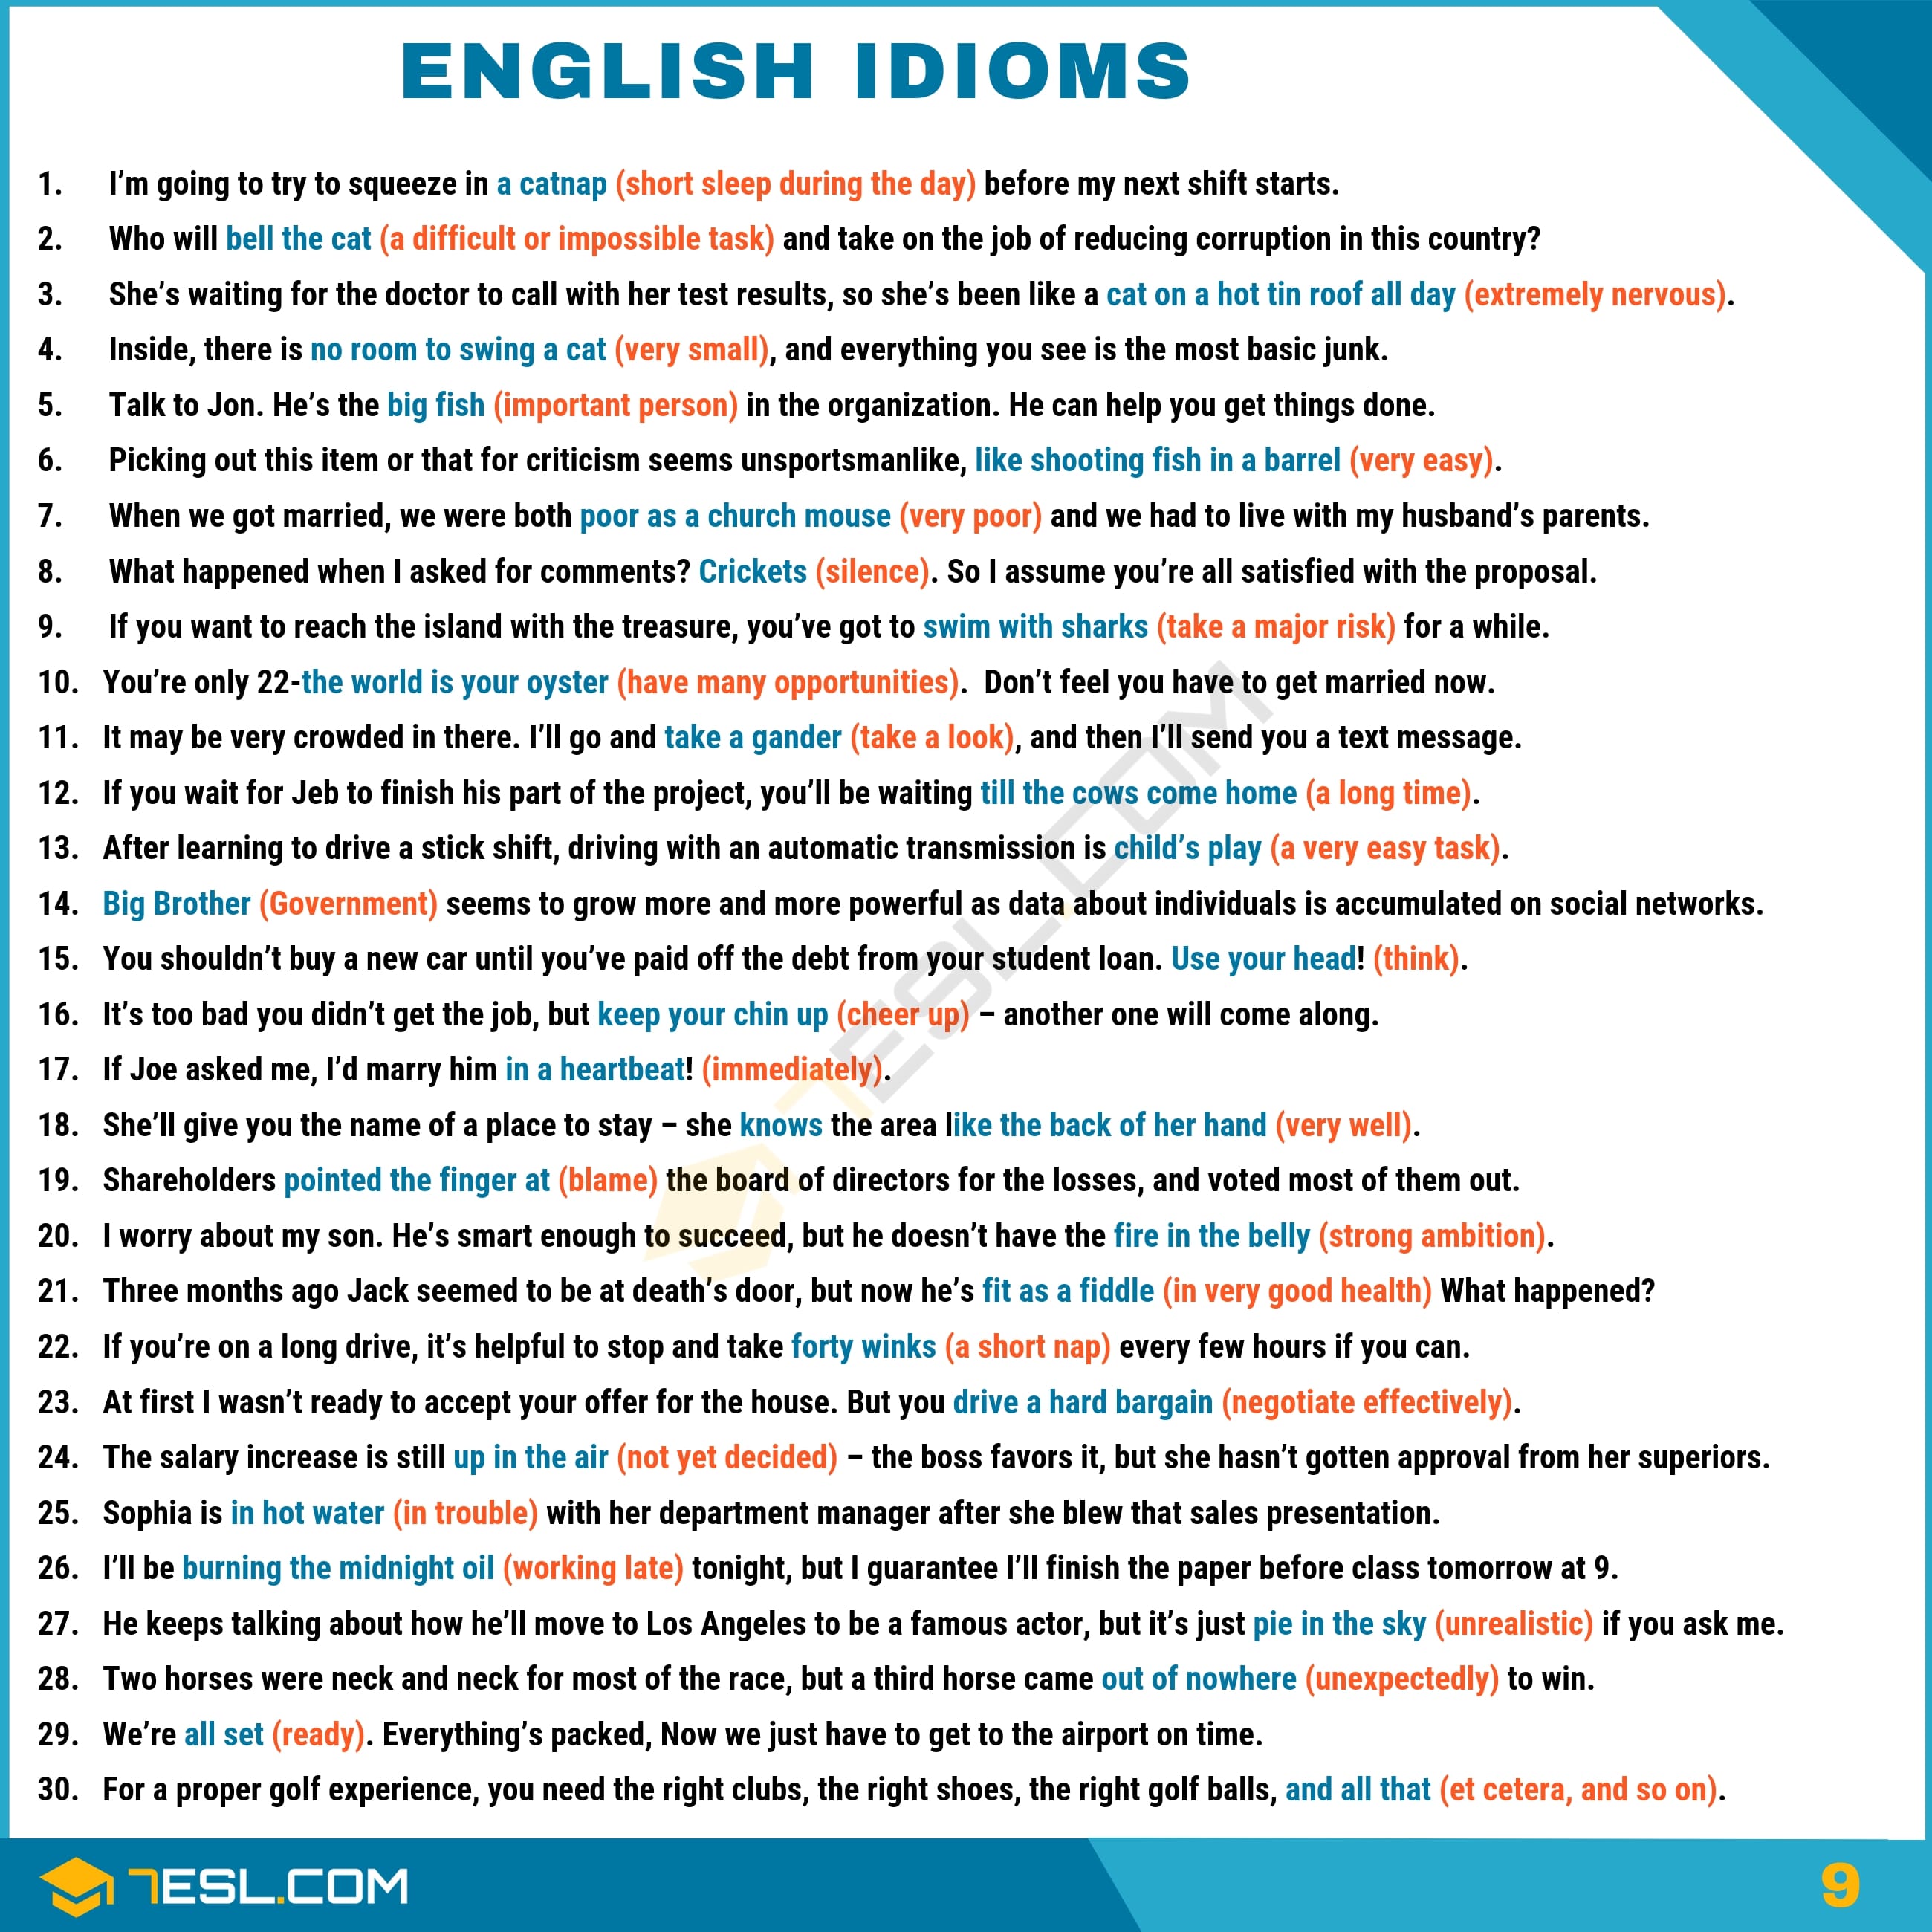 ENGLISH IDIOMS
1. I'm going to try to squeeze in a catnap (short sleep during the day) before my next shift starts.
2. Who will bell the cat (a difficult or impossible task) and take on the job of reducing corruption in this country?
3. She's waiting for the doctor to call with her test results, so she's been like a cat on a hot tin roof all day (extremely nervous).
4. Inside, there is no room to swing a cat (very small), and everything you see is the most basic junk.
5. Talk to Jon. He's the big fish (important person) in the organization. He can help you get things done.
6. Picking out this item or that for criticism seems unsportsmanlike, like shooting fish in a barrel (very easy).
7. When we got married, we were both poor as a church mouse (very poor) and we had to live with my husband's parents.
8. What happened when I asked for comments? Crickets (silence). So I assume you're all satisfied with the proposal.
9. If you want to reach the island with the treasure, you've got to swim with sharks (take a major risk) for a while.
10. You're only 22-the world is your oyster (have many opportunities). Don't feel you have to get married now.
11. It may be very crowded in there. I'll go and take a gander (take a look), and then I'll send you a text message.
12. If you wait for Jeb to finish his part of the project, you'll be waiting till the cows come home (a long time).
13. After learning to drive a stick shift, driving with an automatic transmission is child's play (a very easy task).
14. Big Brother (Government) seems to grow more and more powerful as data about individuals is accumulated on social networks.
15. You shouldn't buy a new car until you've paid off the debt from your student loan. Use your head! (think).
16. It's too bad you didn't get the job, but keep your chin up (cheer up) – another one will come along.
17. If Joe asked me, I'd marry him in a heartbeat! (immediately).
18. She'll give you the name of a place to stay – she knows the area like the back of her hand (very well).
19. Shareholders pointed the finger at (blame) the board of directors for the losses, and voted most of them out.
20. I worry about my son. He's smart enough to succeed, but he doesn't have the fire in the belly (strong ambition).
21. Three months ago Jack seemed to be at death's door, but now he's fit as a fiddle (in very good health) What happened?
22. If you're on a long drive, it's helpful to stop and take forty winks (a short nap) every few hours if you can.
23. At first I wasn't ready to accept your offer for the house. But you drive a hard bargain (negotiate effectively).
24. The salary increase is still up in the air (not yet decided) – the boss favors it, but she hasn't gotten approval from her superiors.
25. Sophia is in hot water (in trouble) with her department manager after she blew that sales presentation.
26. I'll be burning the midnight oil (working late) tonight, but I guarantee I'll finish the paper before class tomorrow at 9.
27. He keeps talking about how he'll move to Los Angeles to be a famous actor, but it's just pie in the sky (unrealistic) if you ask me.
28. Two horses were neck and neck for most of the race, but a third horse came out of nowhere (unexpectedly) to win.
29. We're all set (ready). Everything's packed, Now we just have to get to the airport on time.
30. For a proper golf experience, you need the right clubs, the right shoes, the right golf balls, and all that (et cetera, and so on).
7ESL.COM
7ESL.COM
9